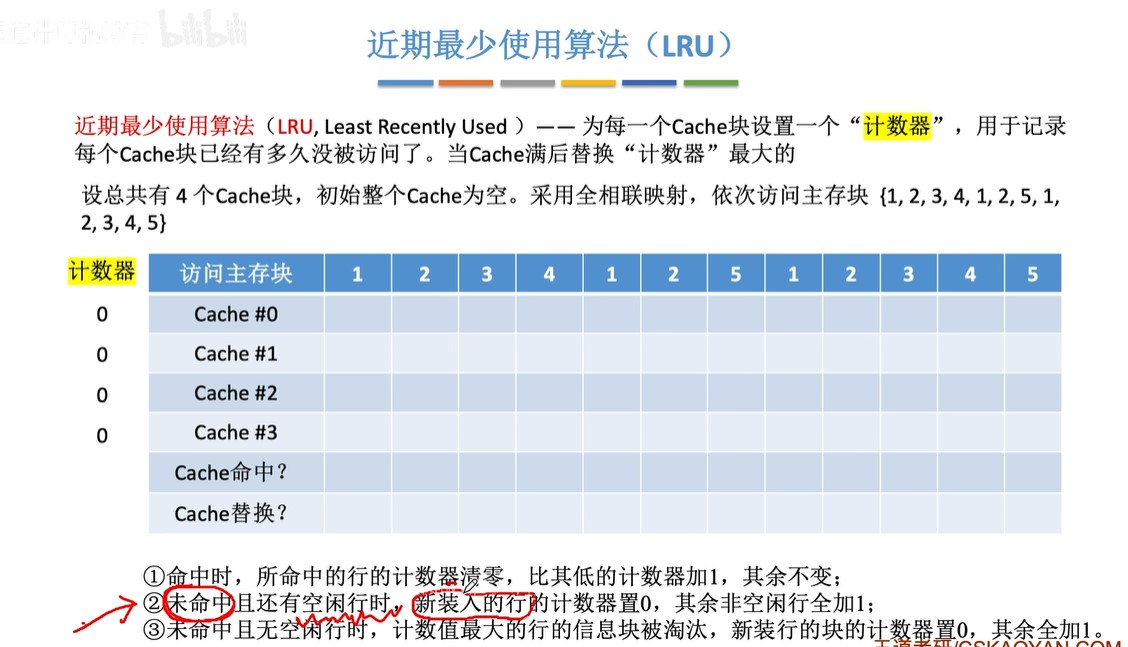 bilibili
近期最少使用算法（LRU）
近期最少使用算法（LRU, Least Recently Used ）—— 为每一个Cache块设置一个“计数器”，用于记录
每个Cache块已经有多久没被访问了。当Cache满后替换“计数器”最大的
设总共有 4 个Cache块，初始整个Cache为空。采用全相联映射，依次访问主存块 {1, 2, 3, 4, 1, 2, 5, 1,
2, 3, 4, 5}
计数器 访问主存块 1 2 3 4 1 2 5 1 2 3 4 5
0 Cache #0
0 Cache #1
0 Cache #2
0 Cache #3
Cache命中？
Cache替换？
①命中时，所命中的行的计数器清零，比其低的计数器加1，其余不变；
②未命中且还有空闲行时，新装入的行的计数器置0，其余非空闲行全加1；
③未命中且无空闲行时，计数值最大的行的信息块被淘汰，新装行的块的计数器置0，其余全加1。
王道考研/CSKAOYAN.COM